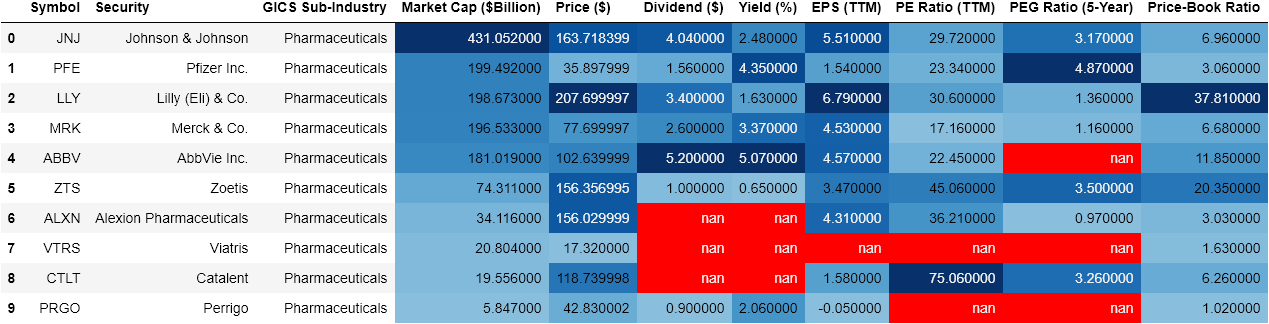 Symbol Security GICS Sub-Industry Market Cap ($Billion) Price ($) Dividend ($) Yield (%) EPS (TTM) PE Ratio (TTM) PEG Ratio (5-Year) Price-Book Ratio
0 JNJ Johnson & Johnson Pharmaceuticals 431.052000 163.718399 4.040000 2.480000 5.510000 29.720000 3.170000 6.960000
1 PFE Pfizer Inc. Pharmaceuticals 199.492000 35.897999 1.560000 4.350000 1.540000 23.340000 4.870000 3.060000
2 LLY Lilly (Eli) & Co. Pharmaceuticals 198.673000 207.699997 3.400000 1.630000 6.790000 30.600000 1.360000 37.810000
3 MRK Merck & Co. Pharmaceuticals 196.533000 77.699997 2.600000 3.370000 4.530000 17.160000 1.160000 6.680000
4 ABBV AbbVie Inc. Pharmaceuticals 181.019000 102.639999 5.200000 5.070000 4.570000 22.450000 nan 11.850000
5 ZTS Zoetis Pharmaceuticals 74.311000 156.356995 1.000000 0.650000 3.470000 45.060000 3.500000 20.350000
6 ALXN Alexion Pharmaceuticals Pharmaceuticals 34.116000 156.029999 nan nan 4.310000 36.210000 0.970000 3.030000
7 VTRS Viatris Pharmaceuticals 20.804000 17.320000 nan nan nan nan nan 1.630000
8 CTLT Catalent Pharmaceuticals 19.556000 118.739998 nan nan 1.580000 75.060000 3.260000 6.260000
9 PRGO Perrigo Pharmaceuticals 5.847000 42.830002 0.900000 2.060000 -0.050000 nan nan 1.020000